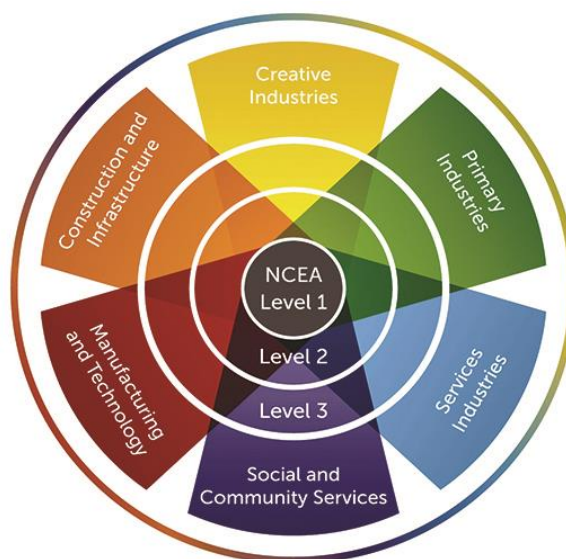 Creative
Industries
Primary
Industries
Services
Industries
Social and
Community Services
Manufacturing
and Technology
Construction and
Infrastructure
NCEA
Level 1
Level 2
Level 3